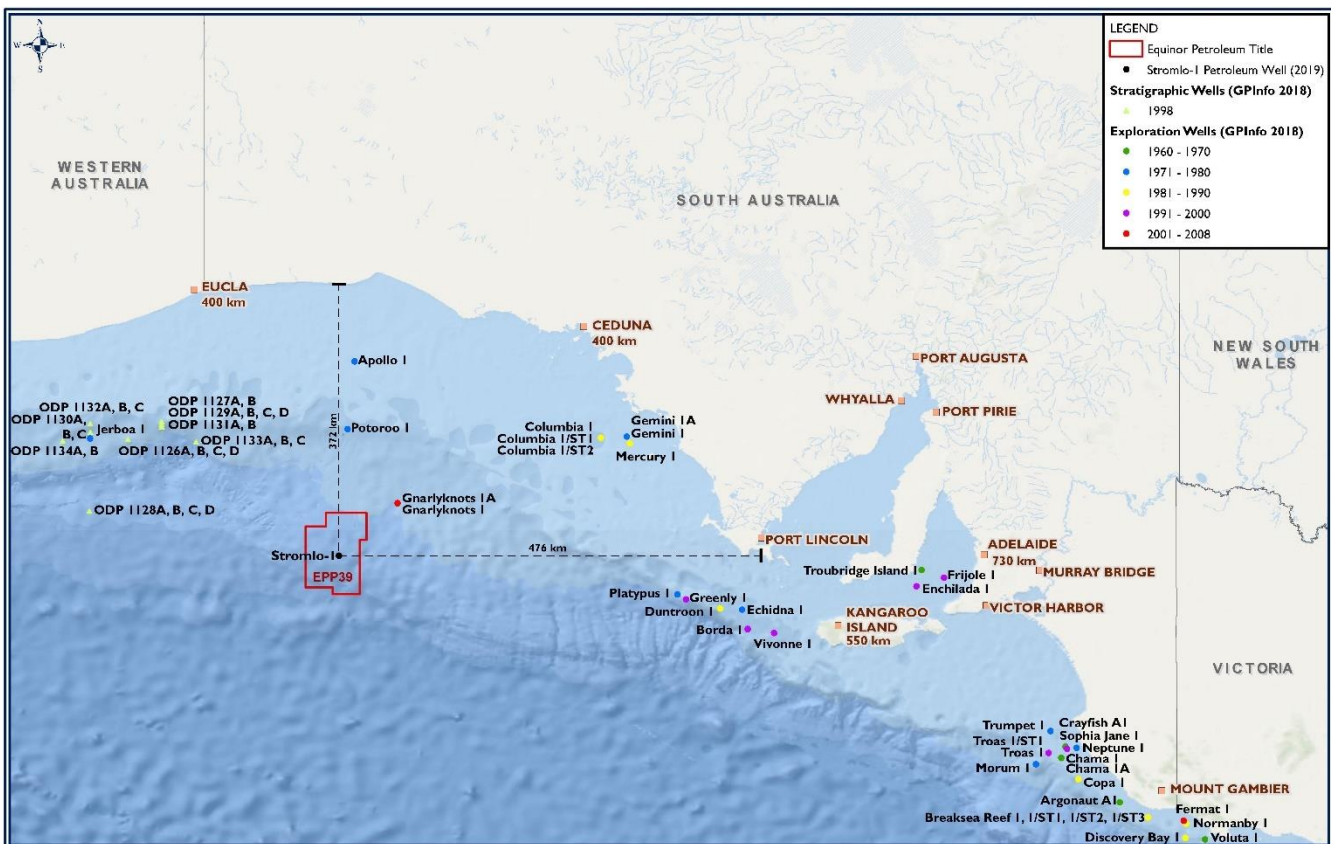 N
W E
S
LEGEND
Equinor Petroleum Title
Stromlo-1 Petroleum Well (2019)
Stratigraphic Wells (GPInfo 2018)
1998
Exploration Wells (GPInfo 2018)
1960 - 1970
1971 - 1980
1981 - 1990
1991 - 2000
2001 - 2008
WESTERN
AUSTRALIA
SOUTH AUSTRALIA
NEW SOUTH
WALES
VICTORIA
EUCLA
400 km
CEDUNA
400 km
PORT AUGUSTA
WHYALLA
PORT PIRIE
Apollo 1
372 km
Potoroo 1
ODP 1132A, B, C
ODP 1130A,
B, C
Jerboa 1
ODP 1134A, B
ODP 1127A, B
ODP 1129A, B, C, D
ODP 1131A, B
ODP 1133A, B, C
ODP 1126A, B, C, D
ODP 1128A, B, C, D
Columbia 1
Columbia 1/ST1
Columbia 1/ST2
Gemini 1A
Gemini 1
Mercury 1
Gnarlyknots 1A
Gnarlyknots 1
Stromlo-1
EPP39
476 km
PORT LINCOLN
ADELAIDE
730 km
MURRAY BRIDGE
VICTOR HARBOR
Troubridge Island 1
Frijole 1
Enchilada 1
KANGAROO
ISLAND
550 km
Platypus 1
Greenly 1
Duntroon 1
Echidna 1
Borda 1
Vivonne 1
Trumpet 1
Crayfish A1
Sophia Jane 1
Troas 1/ST1
Troas 1
Neptune 1
Chama 1
Chama 1A
Morum 1
Copa 1
Argonaut A1
MOUNT GAMBIER
Breaksea Reef 1, 1/ST1, 1/ST2, 1/ST3
Fermat 1
Normanby 1
Discovery Bay 1
Voluta 1